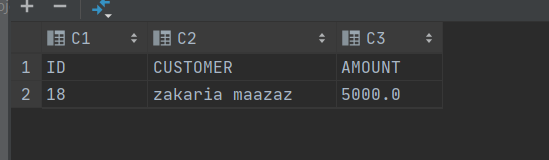 C1 C2 C3
1 ID CUSTOMER AMOUNT
2 18 zakaria maazaz 5000.0